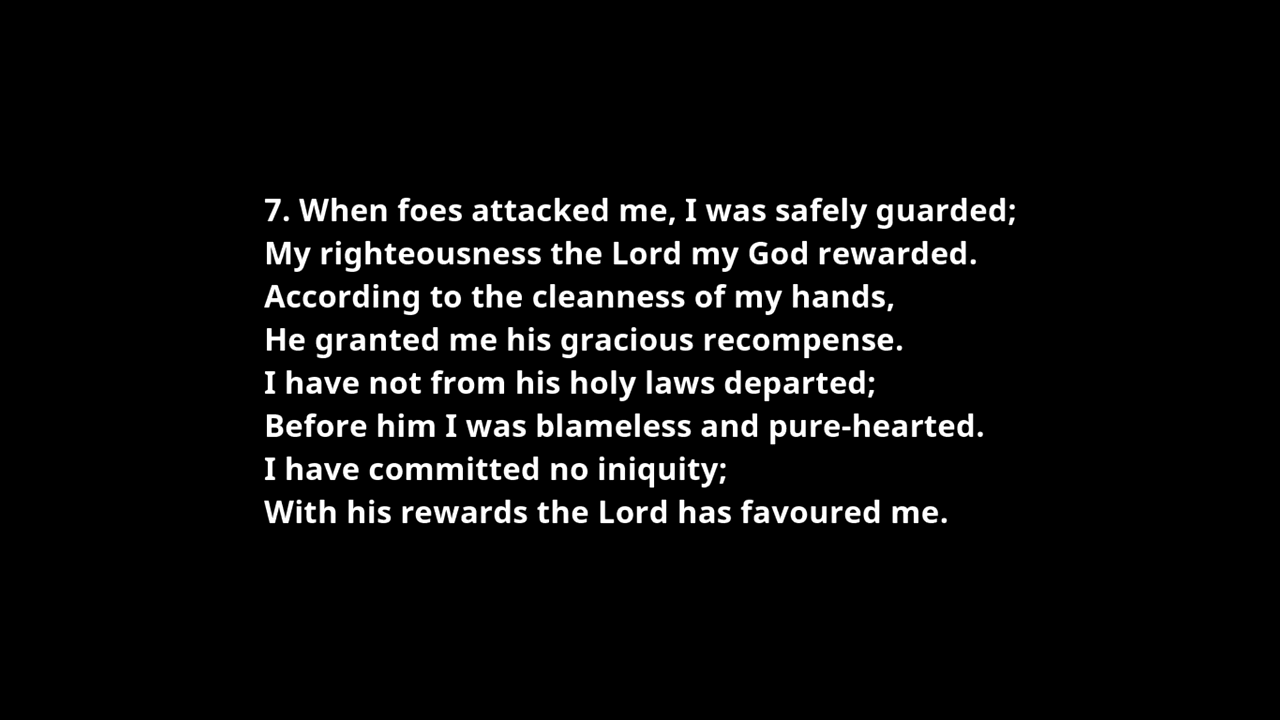 7. When foes attacked me, I was safely guarded;
My righteousness the Lord my God rewarded.
According to the cleanness of my hands,
He granted me his gracious recompense.
I have not from his holy laws departed;
Before him I was blameless and pure-hearted.
I have committed no iniquity;
With his rewards the Lord has favoured me.